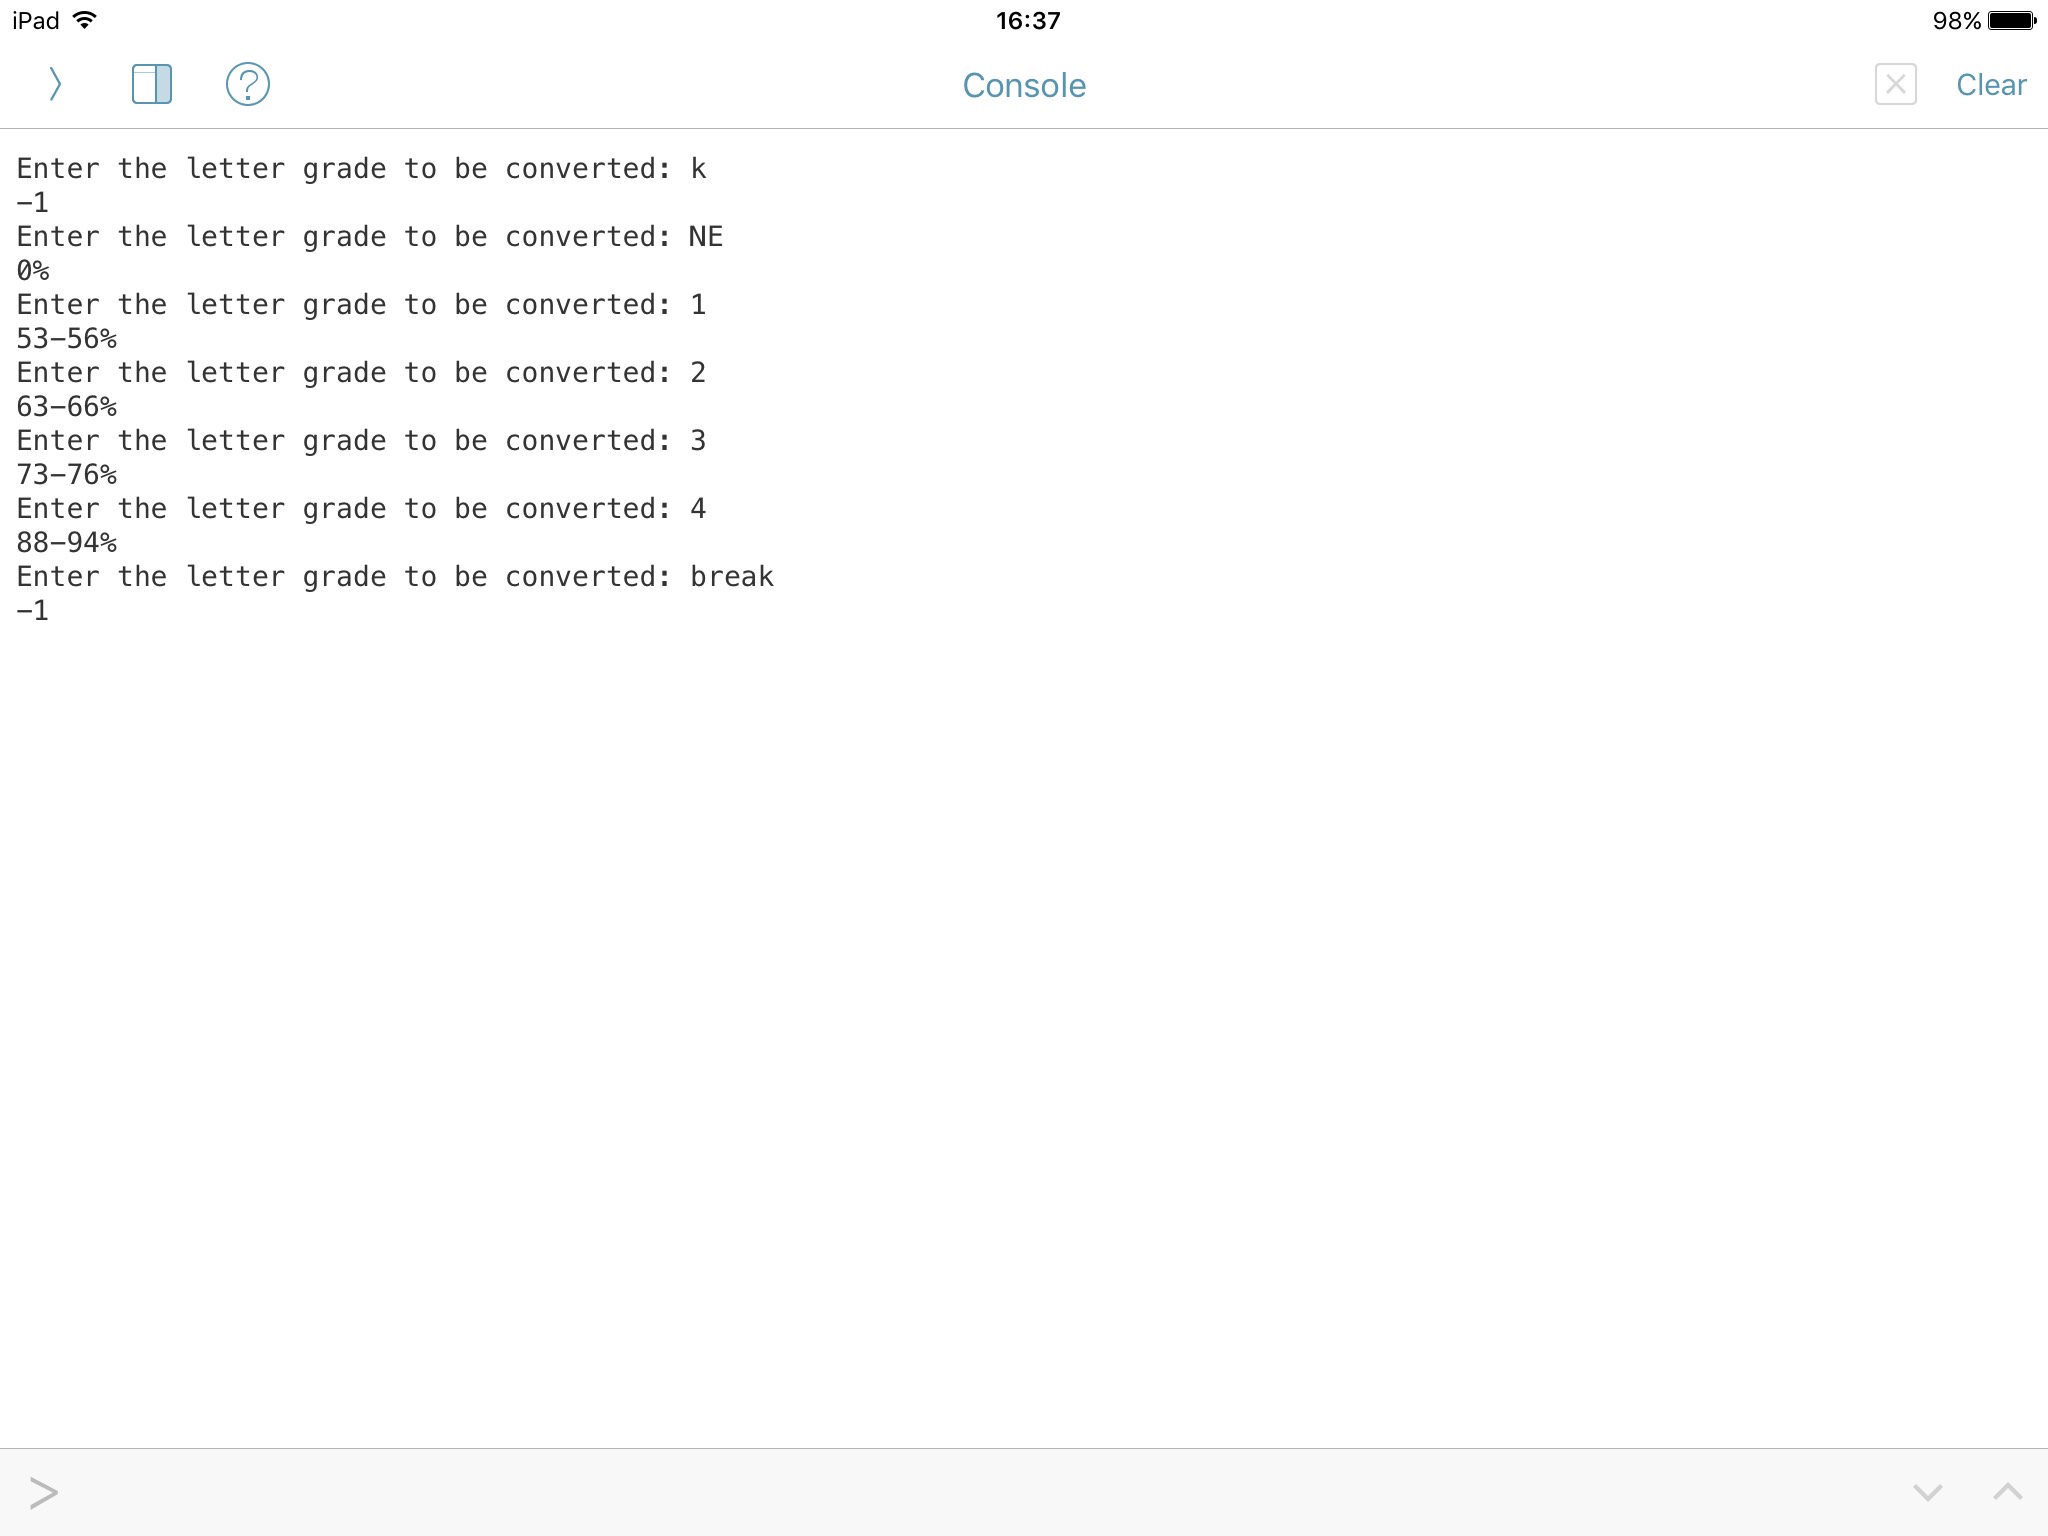 iPad 16:37 98%
Console Clear
Enter the letter grade to be converted: k
-1
Enter the letter grade to be converted: NE
0%
Enter the letter grade to be converted: 1
53-56%
Enter the letter grade to be converted: 2
63-66%
Enter the letter grade to be converted: 3
73-76%
Enter the letter grade to be converted: 4
88-94%
Enter the letter grade to be converted: break
-1
>